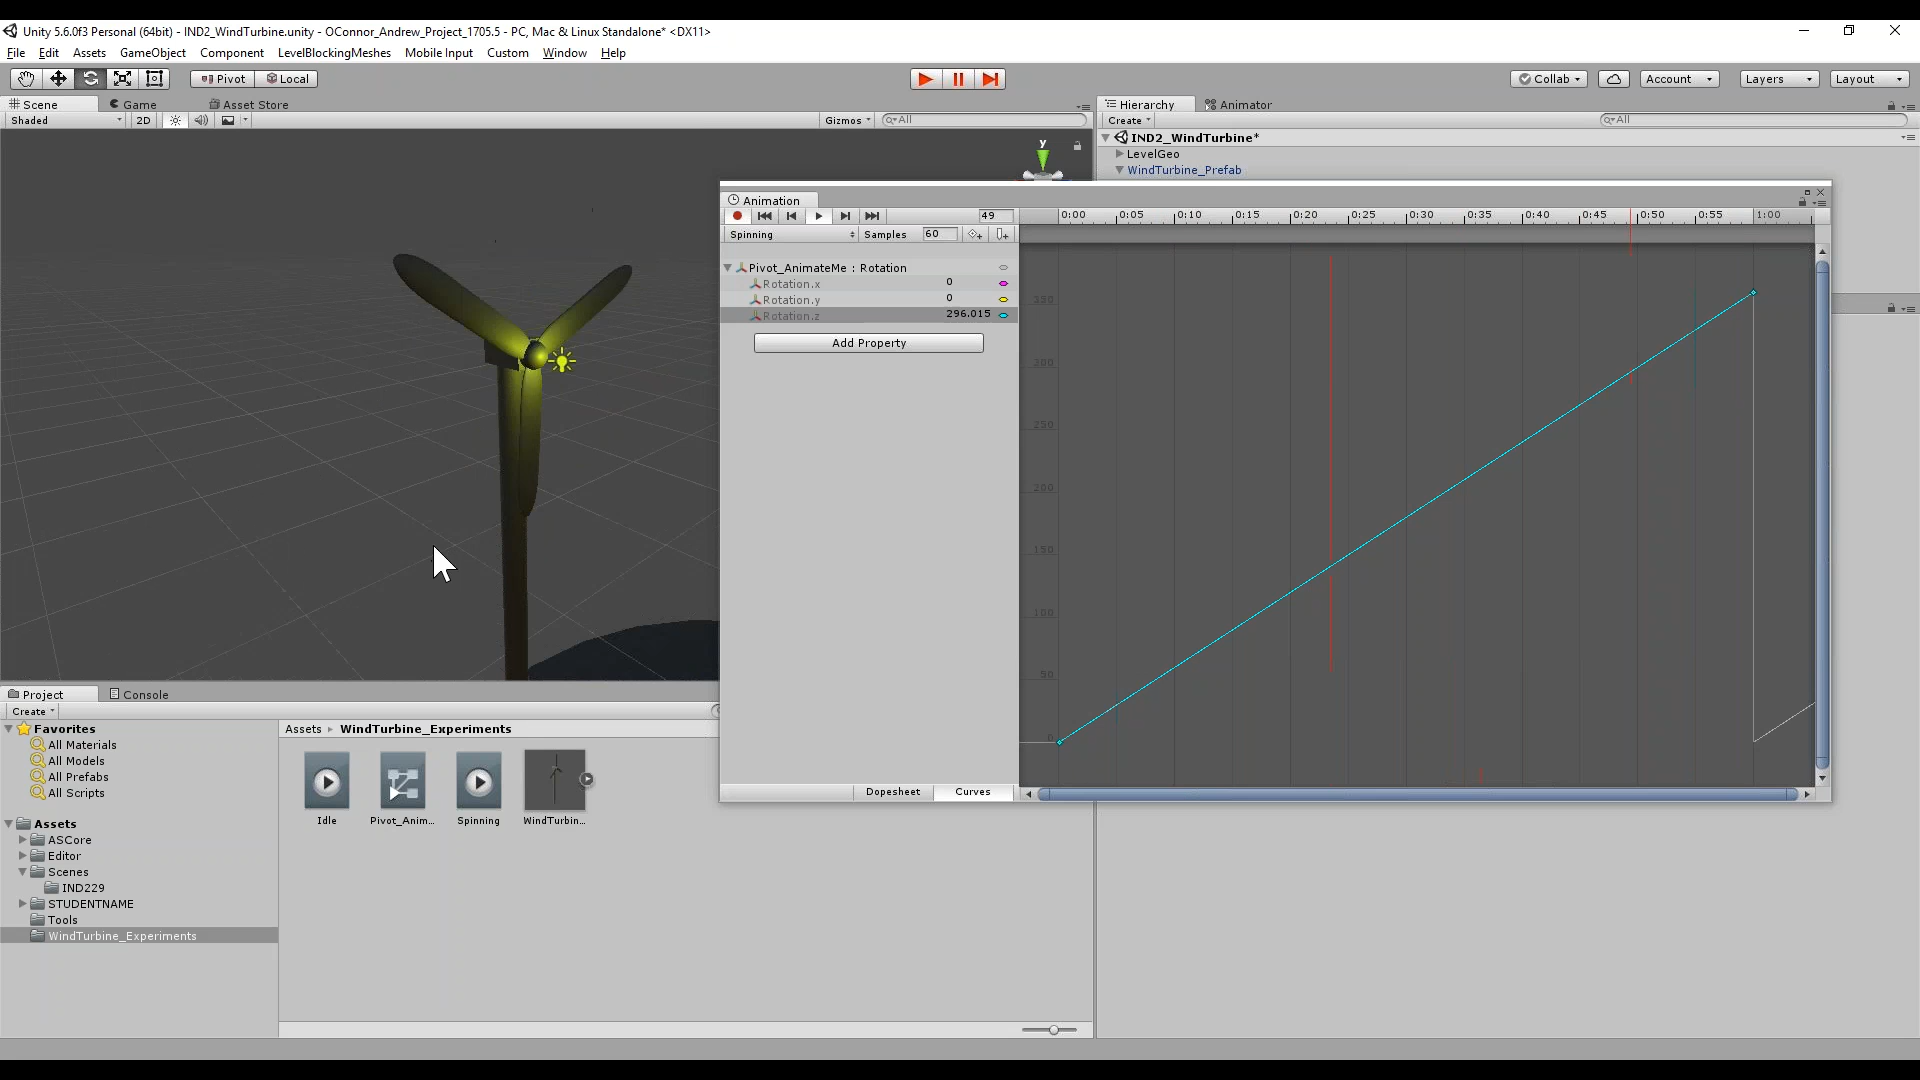 Unity 5.6.0f3 Personal (64bit) - IND2_WindTurbine.unity - OConnor_Andrew_Project_1705.5 - PC, Mac & Linux Standalone* <DX11>
File Edit Assets GameObject Component LevelBlockingMeshes Mobile Input Custom Window Help
Pivot Local Collab Account Layers Layout
Scene Game Asset Store Hierarchy Animator
Shaded 2D Gizmos All Create All
IND2_WindTurbine*
LevelGeo
WindTurbine_Prefab
y
Animation
49 0:00 0:05 0:10 0:15 0:20 0:25 0:30 0:35 0:40 0:45 0:50 0:55 1:00
Spinning Samples 60
Pivot_AnimateMe : Rotation
Rotation.x 0
Rotation.y 0
Rotation.z 296.015
Add Property
350
300
250
200
150
100
50
0
Dopesheet Curves
Project Console
Create
Favorites
All Materials
All Models
All Prefabs
All Scripts
Assets
ASCore
Editor
Scenes
IND229
STUDENTNAME
Tools
WindTurbine_Experiments
Assets WindTurbine_Experiments
Idle Pivot_Anim... Spinning WindTurbin...